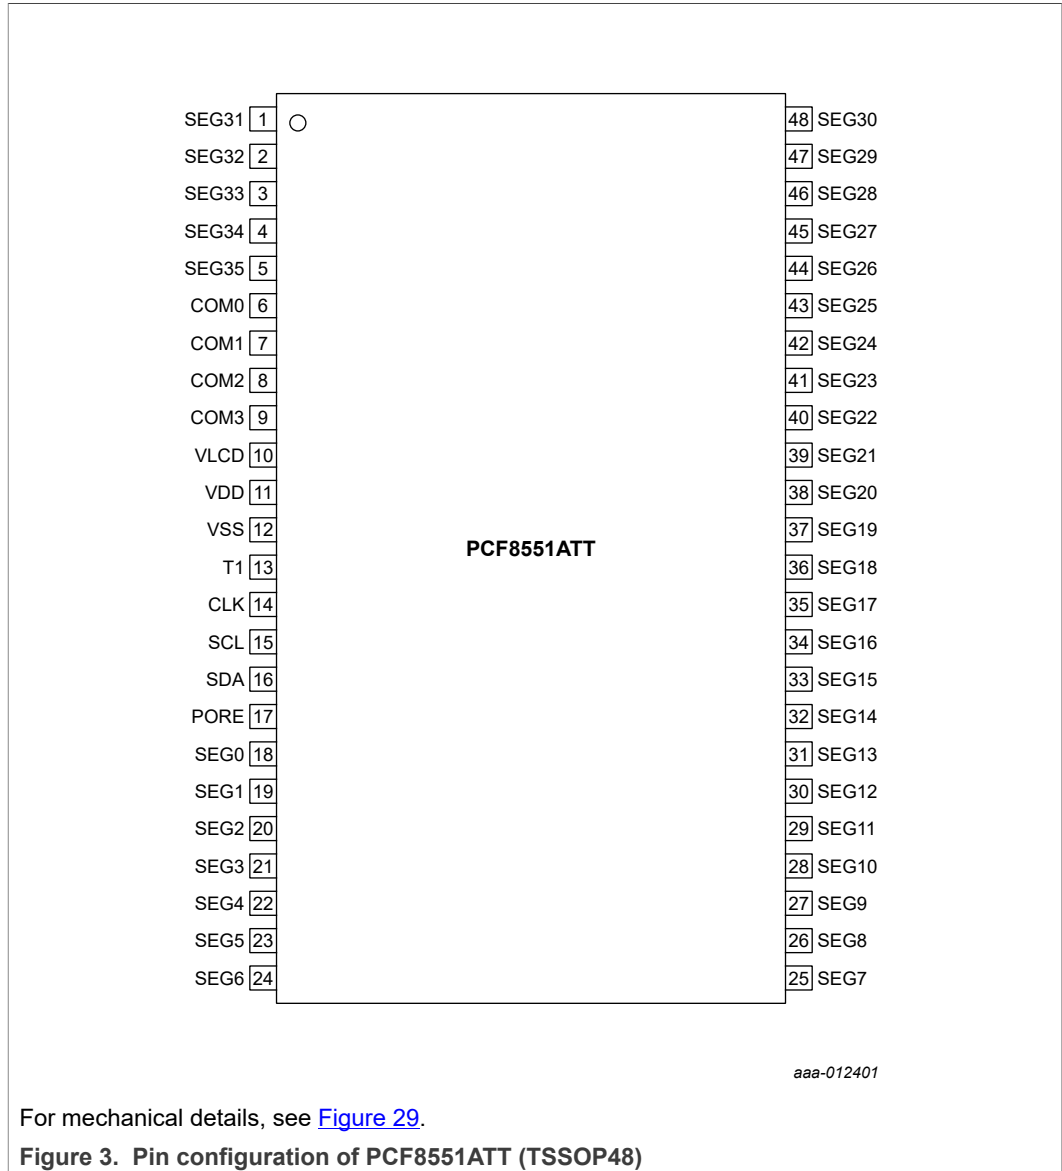 SEG31 1
SEG32 2
SEG33 3
SEG34 4
SEG35 5
COM0 6
COM1 7
COM2 8
COM3 9
VLCD 10
VDD 11
VSS 12
T1 13
CLK 14
SCL 15
SDA 16
PORE 17
SEG0 18
SEG1 19
SEG2 20
SEG3 21
SEG4 22
SEG5 23
SEG6 24
PCF8551ATT
48 SEG30
47 SEG29
46 SEG28
45 SEG27
44 SEG26
43 SEG25
42 SEG24
41 SEG23
40 SEG22
39 SEG21
38 SEG20
37 SEG19
36 SEG18
35 SEG17
34 SEG16
33 SEG15
32 SEG14
31 SEG13
30 SEG12
29 SEG11
28 SEG10
27 SEG9
26 SEG8
25 SEG7
aaa-012401
For mechanical details, see Figure 29.
Figure 3. Pin configuration of PCF8551ATT (TSSOP48)